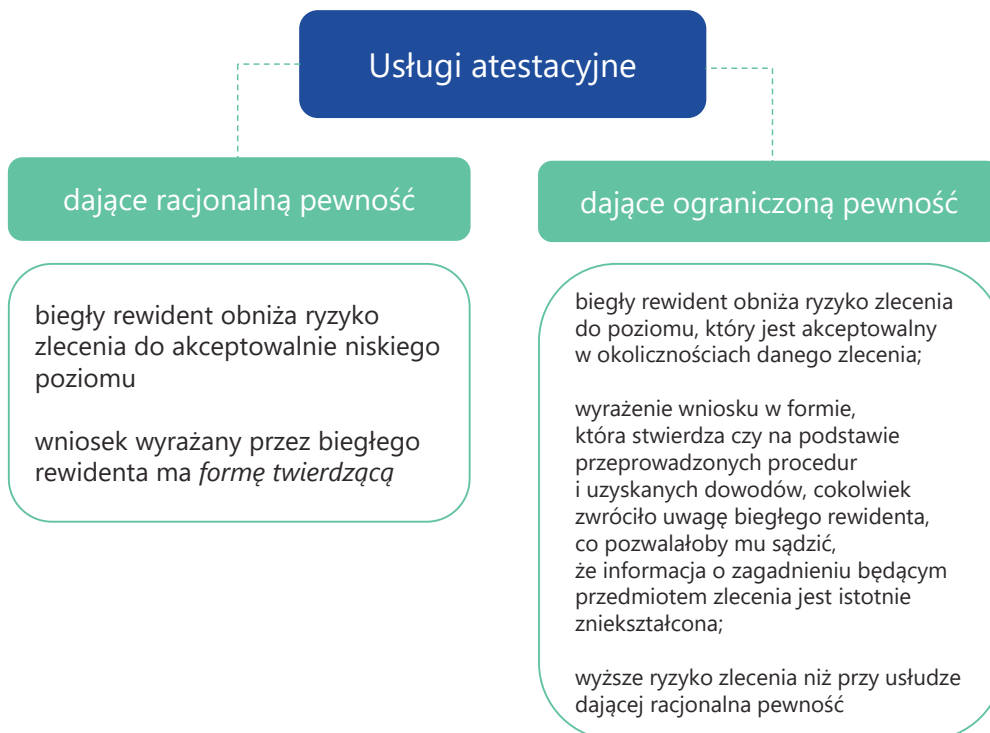 Usługi atestacyjne
dające racjonalną pewność
biegły rewident obniża ryzyko
zlecenia do akceptowalnie niskiego
poziomu
wniosek wyrażany przez biegłego
rewidenta ma formę twierdzącą
dające ograniczoną pewność
biegły rewident obniża ryzyko zlecenia
do poziomu, który jest akceptowalny
w okolicznościach danego zlecenia;
wyrażenie wniosku w formie,
która stwierdza czy na podstawie
przeprowadzonych procedur
i uzyskanych dowodów, cokolwiek
zwróciło uwagę biegłego rewidenta,
co pozwalałoby mu sądzić,
że informacja o zagadnieniu będącym
przedmiotem zlecenia jest istotnie
zniekształcona;
wyższe ryzyko zlecenia niż przy usłudze
dającej racjonalna pewność